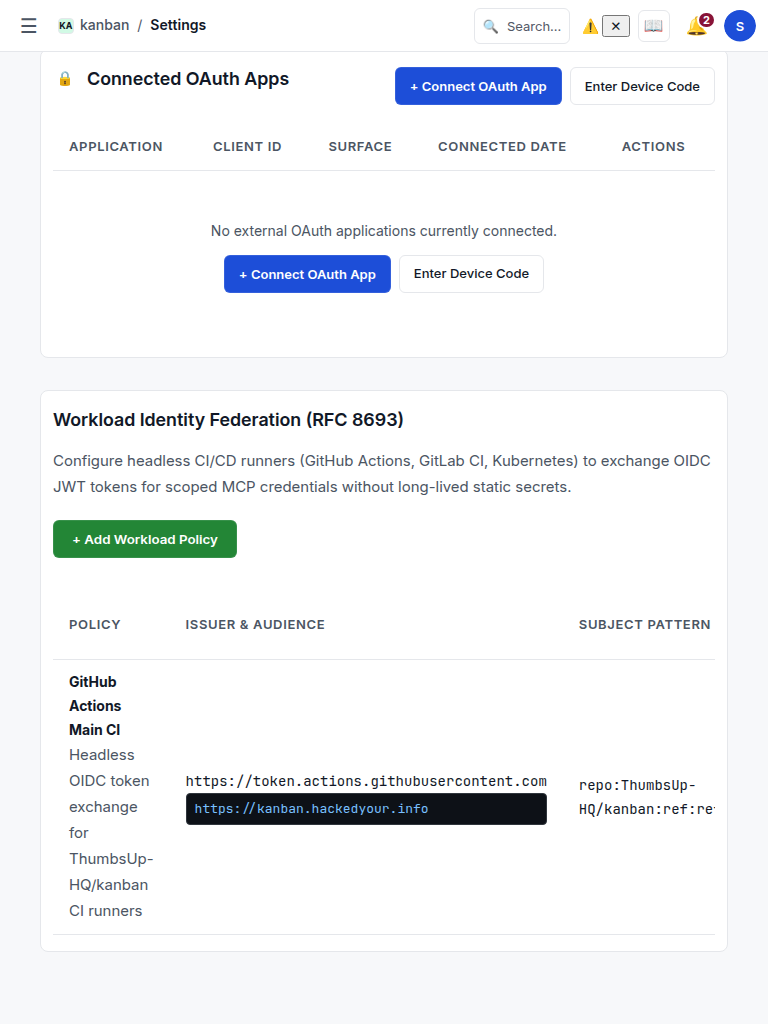 ☰ KA kanban / Settings 🔍 Search... ⚠️ ✕ 📖 🔔 2 S
🔒 Connected OAuth Apps + Connect OAuth App Enter Device Code
APPLICATION CLIENT ID SURFACE CONNECTED DATE ACTIONS
No external OAuth applications currently connected.
+ Connect OAuth App Enter Device Code
Workload Identity Federation (RFC 8693)
Configure headless CI/CD runners (GitHub Actions, GitLab CI, Kubernetes) to exchange OIDC
JWT tokens for scoped MCP credentials without long-lived static secrets.
+ Add Workload Policy
POLICY ISSUER & AUDIENCE SUBJECT PATTERN
GitHub
Actions
Main CI
Headless
OIDC token
exchange
for
ThumbsUp-
HQ/kanban
CI runners
https://token.actions.githubusercontent.com
https://kanban.hackedyour.info
repo:ThumbsUp-
HQ/kanban:ref:ref